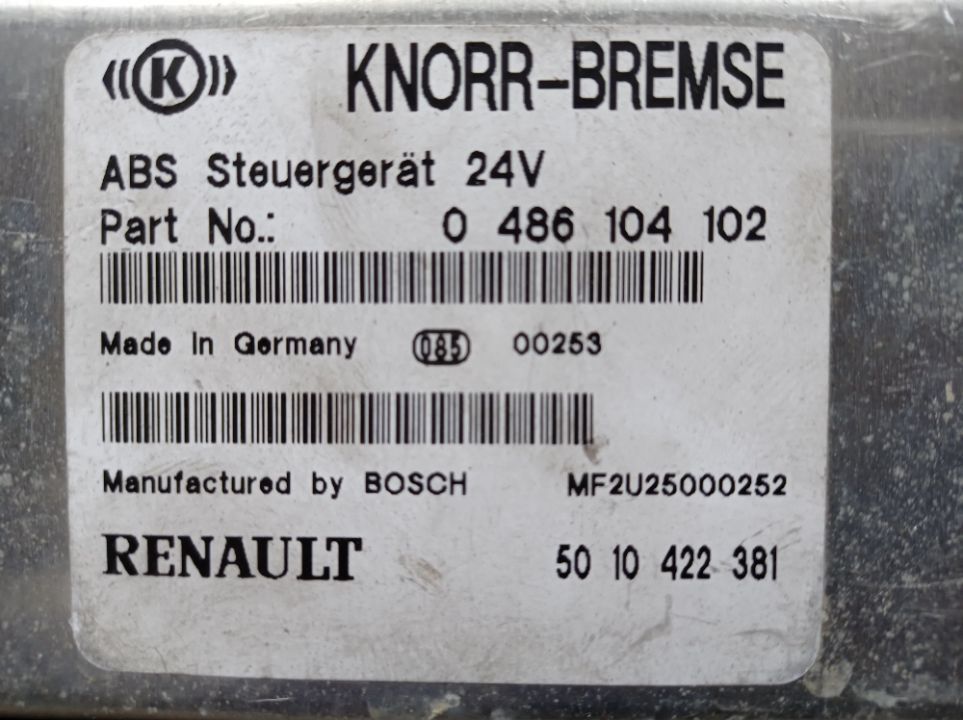 K KNORR-BREMSE
ABS Steuergerät 24V
Part No.: 0 486 104 102
Made In Germany 085 00253
Manufactured by BOSCH MF2U25000252
RENAULT 50 10 422 381